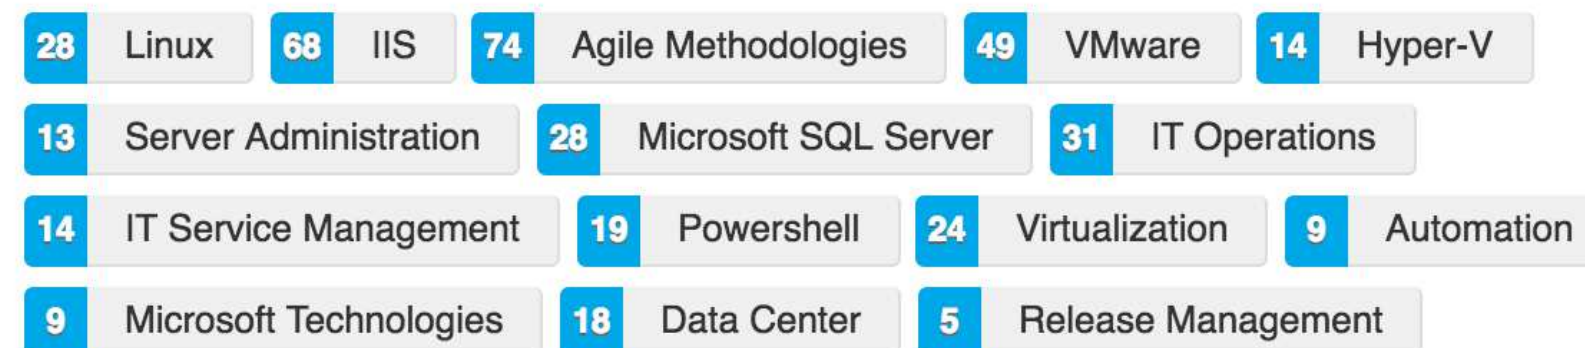 28 Linux 68 IIS 74 Agile Methodologies 49 VMware 14 Hyper-V
13 Server Administration 28 Microsoft SQL Server 31 IT Operations
14 IT Service Management 19 Powershell 24 Virtualization 9 Automation
9 Microsoft Technologies 18 Data Center 5 Release Management